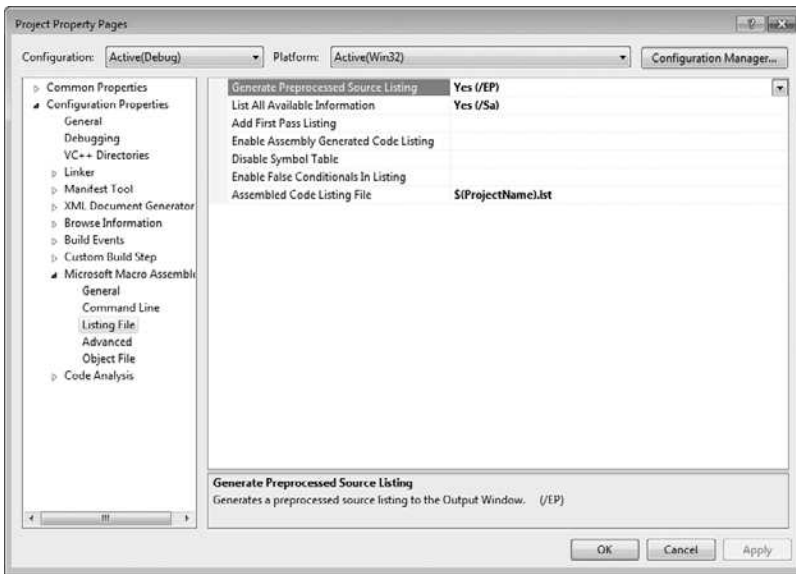 Project Property Pages
Configuration: Active(Debug) Platform: Active(Win32) Configuration Manager...
Common Properties
Configuration Properties
General
Debugging
VC++ Directories
Linker
Manifest Tool
XML Document Generator
Browse Information
Build Events
Custom Build Step
Microsoft Macro Assemble
General
Command Line
Listing File
Advanced
Object File
Code Analysis
Generate Preprocessed Source Listing Yes (/EP)
List All Available Information Yes (/Sa)
Add First Pass Listing
Enable Assembly Generated Code Listing
Disable Symbol Table
Enable False Conditionals In Listing
Assembled Code Listing File $(ProjectName).lst
Generate Preprocessed Source Listing
Generates a preprocessed source listing to the Output Window. (/EP)
OK Cancel Apply